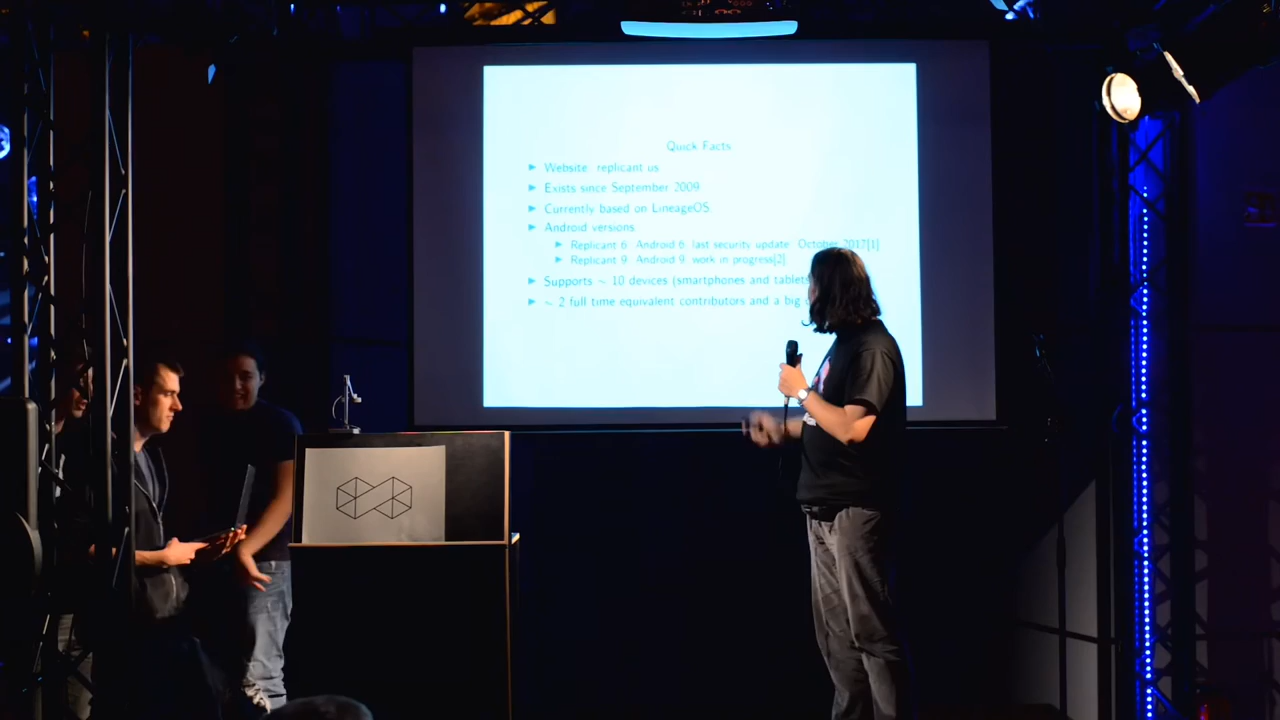 Quick Facts
Website: replicant.us
Exists since September 2009
Currently based on LineageOS
Android versions:
Replicant 6: Android 6: last security update: October 2017[1]
Replicant 9: Android 9: work in progress[2]
Supports ~ 10 devices (smartphones and tablets
~ 2 full time equivalent contributors and a big